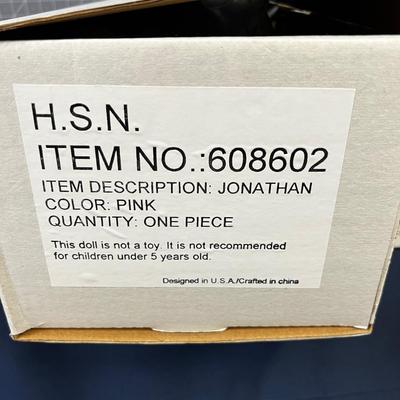 H.S.N.
ITEM NO.:608602
ITEM DESCRIPTION: JONATHAN
COLOR: PINK
QUANTITY: ONE PIECE
This doll is not a toy. It is not recommended
for children under 5 years old.
Designed in U.S.A./Crafted in china